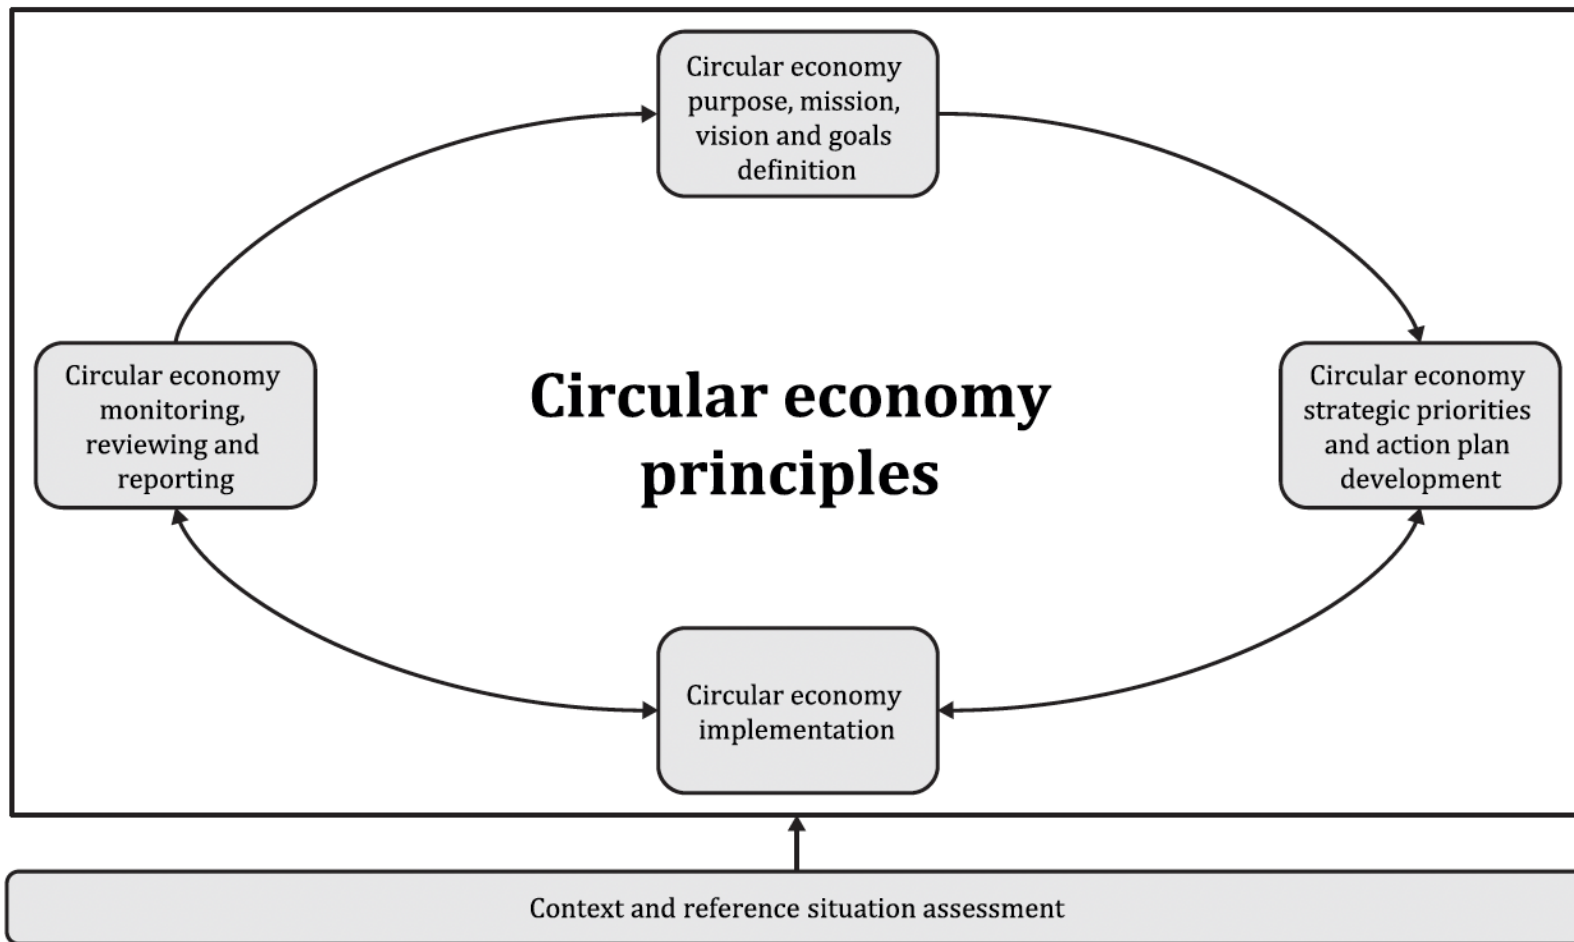 Circular economy
purpose, mission,
vision and goals
definition
Circular economy
monitoring,
reviewing and
reporting
Circular economy
principles
Circular economy
strategic priorities
and action plan
development
Circular economy
implementation
Context and reference situation assessment